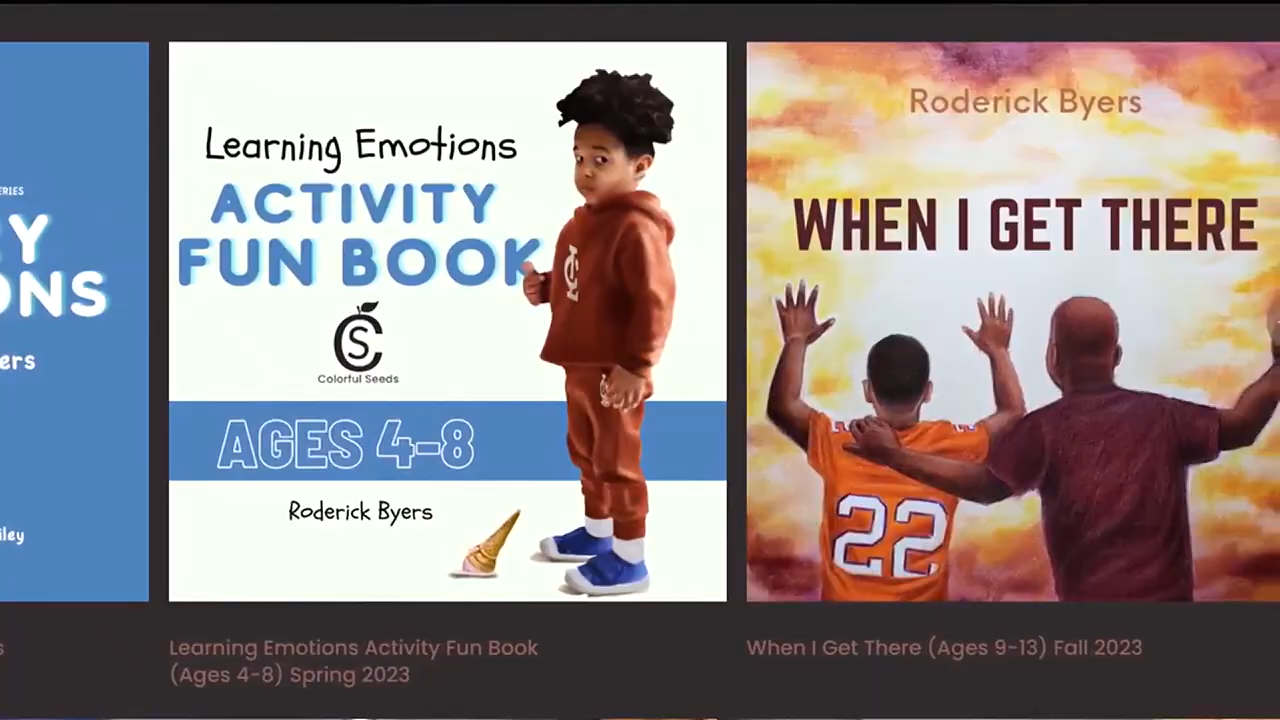 Learning Emotions
ACTIVITY
FUN BOOK
CS
Colorful Seeds
AGES 4-8
Roderick Byers
Learning Emotions Activity Fun Book
(Ages 4-8) Spring 2023
Roderick Byers
WHEN I GET THERE
22
When I Get There (Ages 9-13) Fall 2023